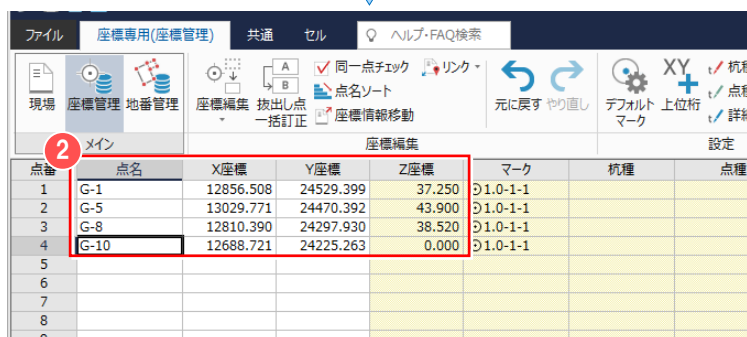 ファイル 座標専用(座標管理) 共通 セル ヘルプ・FAQ検索
現場 座標管理 地番管理
メイン
座標編集 抜出し点一括訂正
A
B
同一点チェック リンク
点名ソート
座標情報移動
座標編集
元に戻す やり直し
デフォルトマーク 上位桁
杭種
点種
詳細
設定
2
点番 点名 X座標 Y座標 Z座標 マーク 杭種 点種
1 G-1 12856.508 24529.399 37.250 ⊙1.0-1-1
2 G-5 13029.771 24470.392 43.900 ⊙1.0-1-1
3 G-8 12810.390 24297.930 38.520 ⊙1.0-1-1
4 G-10 12688.721 24225.263 0.000 ⊙1.0-1-1
5
6
7
8